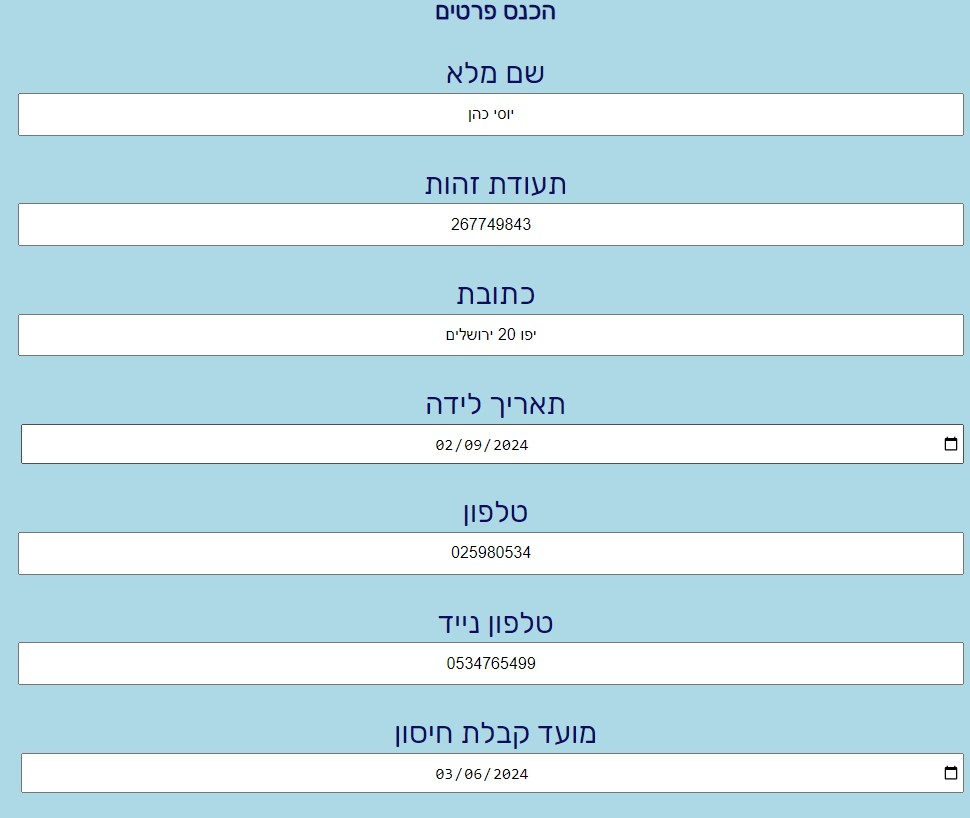 הכנס פרטים
שם מלא
יוסי כהן
תעודת זהות
267749843
כתובת
יפו 20 ירושלים
תאריך לידה
02/09/2024
טלפון
025980534
טלפון נייד
0534765499
מועד קבלת חיסון
03/06/2024